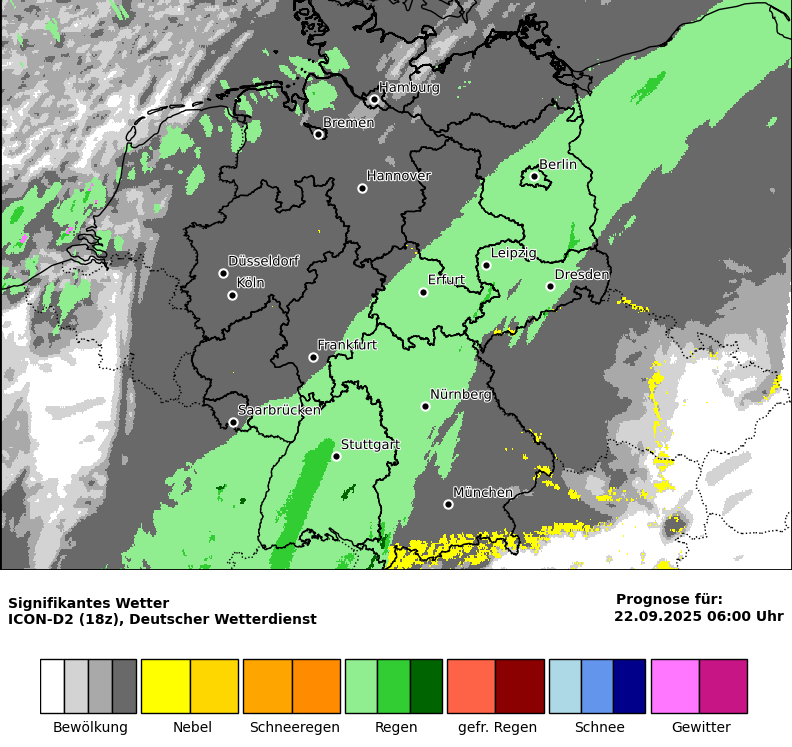 Hamburg
Bremen
Hannover
Berlin
Düsseldorf
Köln
Leipzig
Erfurt
Dresden
Frankfurt
Nürnberg
Saarbrücken
Stuttgart
München
Signifikantes Wetter
ICON-D2 (18z), Deutscher Wetterdienst
Prognose für:
22.09.2025 06:00 Uhr
Bewölkung Nebel Schneeregen Regen gefr. Regen Schnee Gewitter